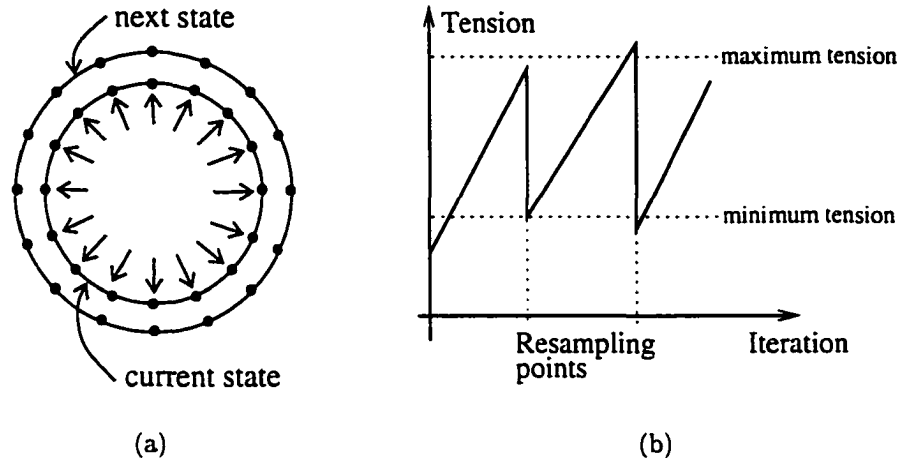 next state
current state
(a)
Tension
maximum tension
minimum tension
Resampling
points
Iteration
(b)